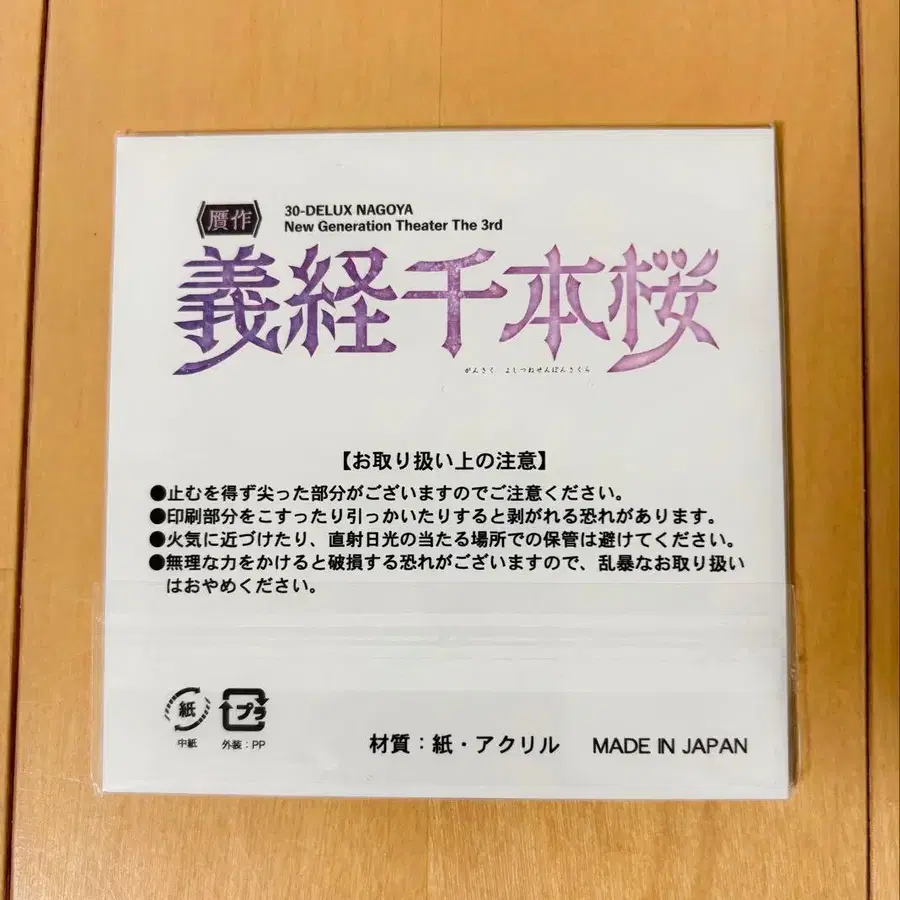 贋作
30-DELUX NAGOYA
New Generation Theater The 3rd
義経千本桜
がんさく よしつねせんぼんざくら
【お取り扱い上の注意】
●止むを得ず尖った部分がございますのでご注意ください。
●印刷部分をこすったり引っかいたりすると剥がれる恐れがあります。
●火気に近づけたり、直射日光の当たる場所での保管は避けてください。
●無理な力をかけると破損する恐れがございますので、乱暴なお取り扱い
はおやめください。
紙
中紙
プラ
外装：PP
材質：紙・アクリル
MADE IN JAPAN